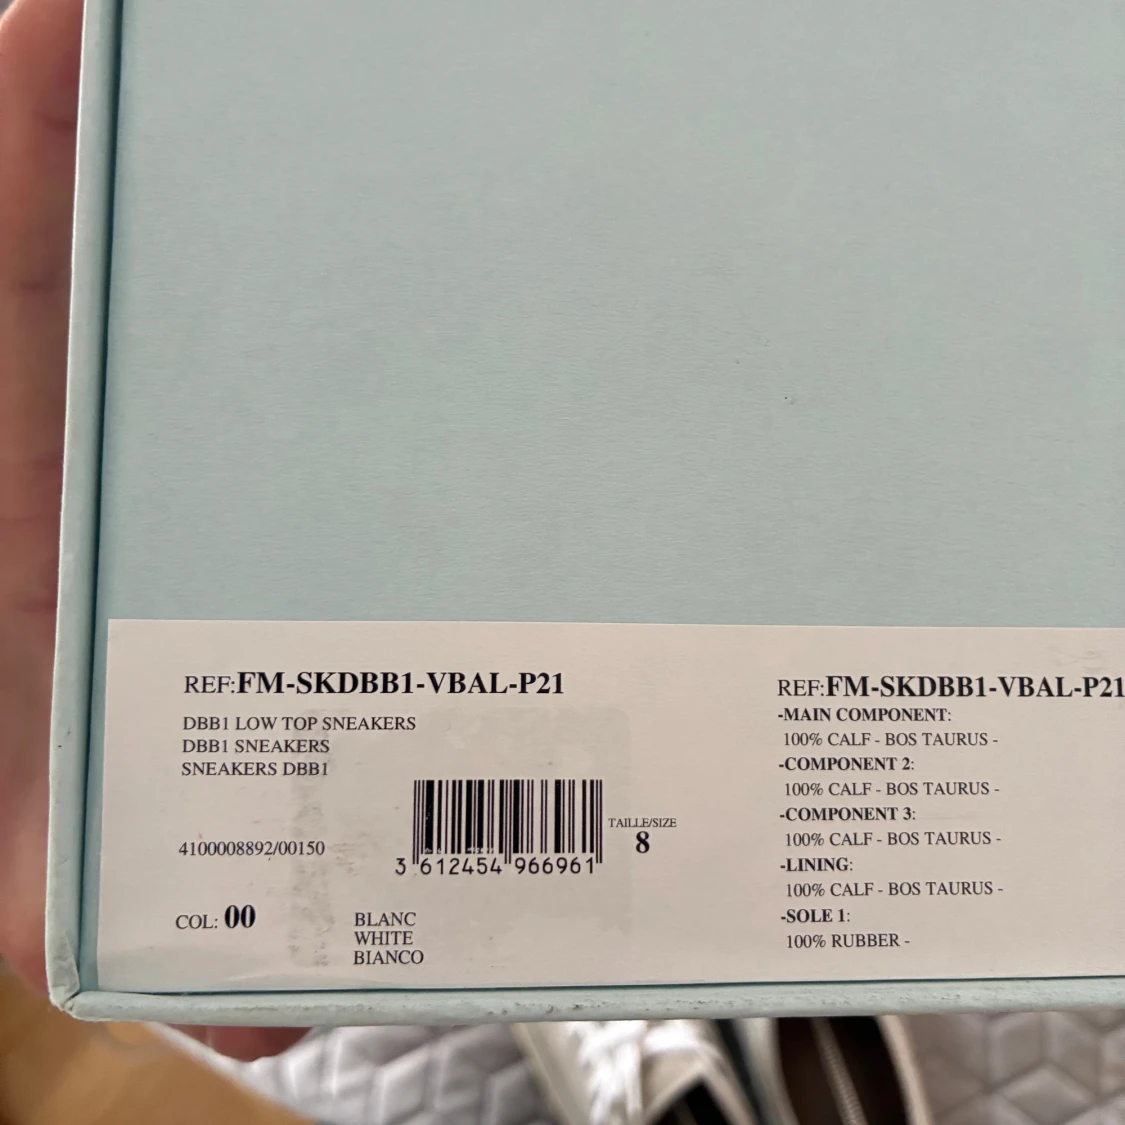 REF:FM-SKDBB1-VBAL-P21
DBB1 LOW TOP SNEAKERS
DBB1 SNEAKERS
SNEAKERS DBB1
4100008892/00150
3 612454 966961
TAILLE/SIZE
8
COL: 00
BLANC
WHITE
BIANCO
REF:FM-SKDBB1-VBAL-P21
-MAIN COMPONENT:
100% CALF - BOS TAURUS -
-COMPONENT 2:
100% CALF - BOS TAURUS -
-COMPONENT 3:
100% CALF - BOS TAURUS -
-LINING:
100% CALF - BOS TAURUS -
-SOLE 1:
100% RUBBER -